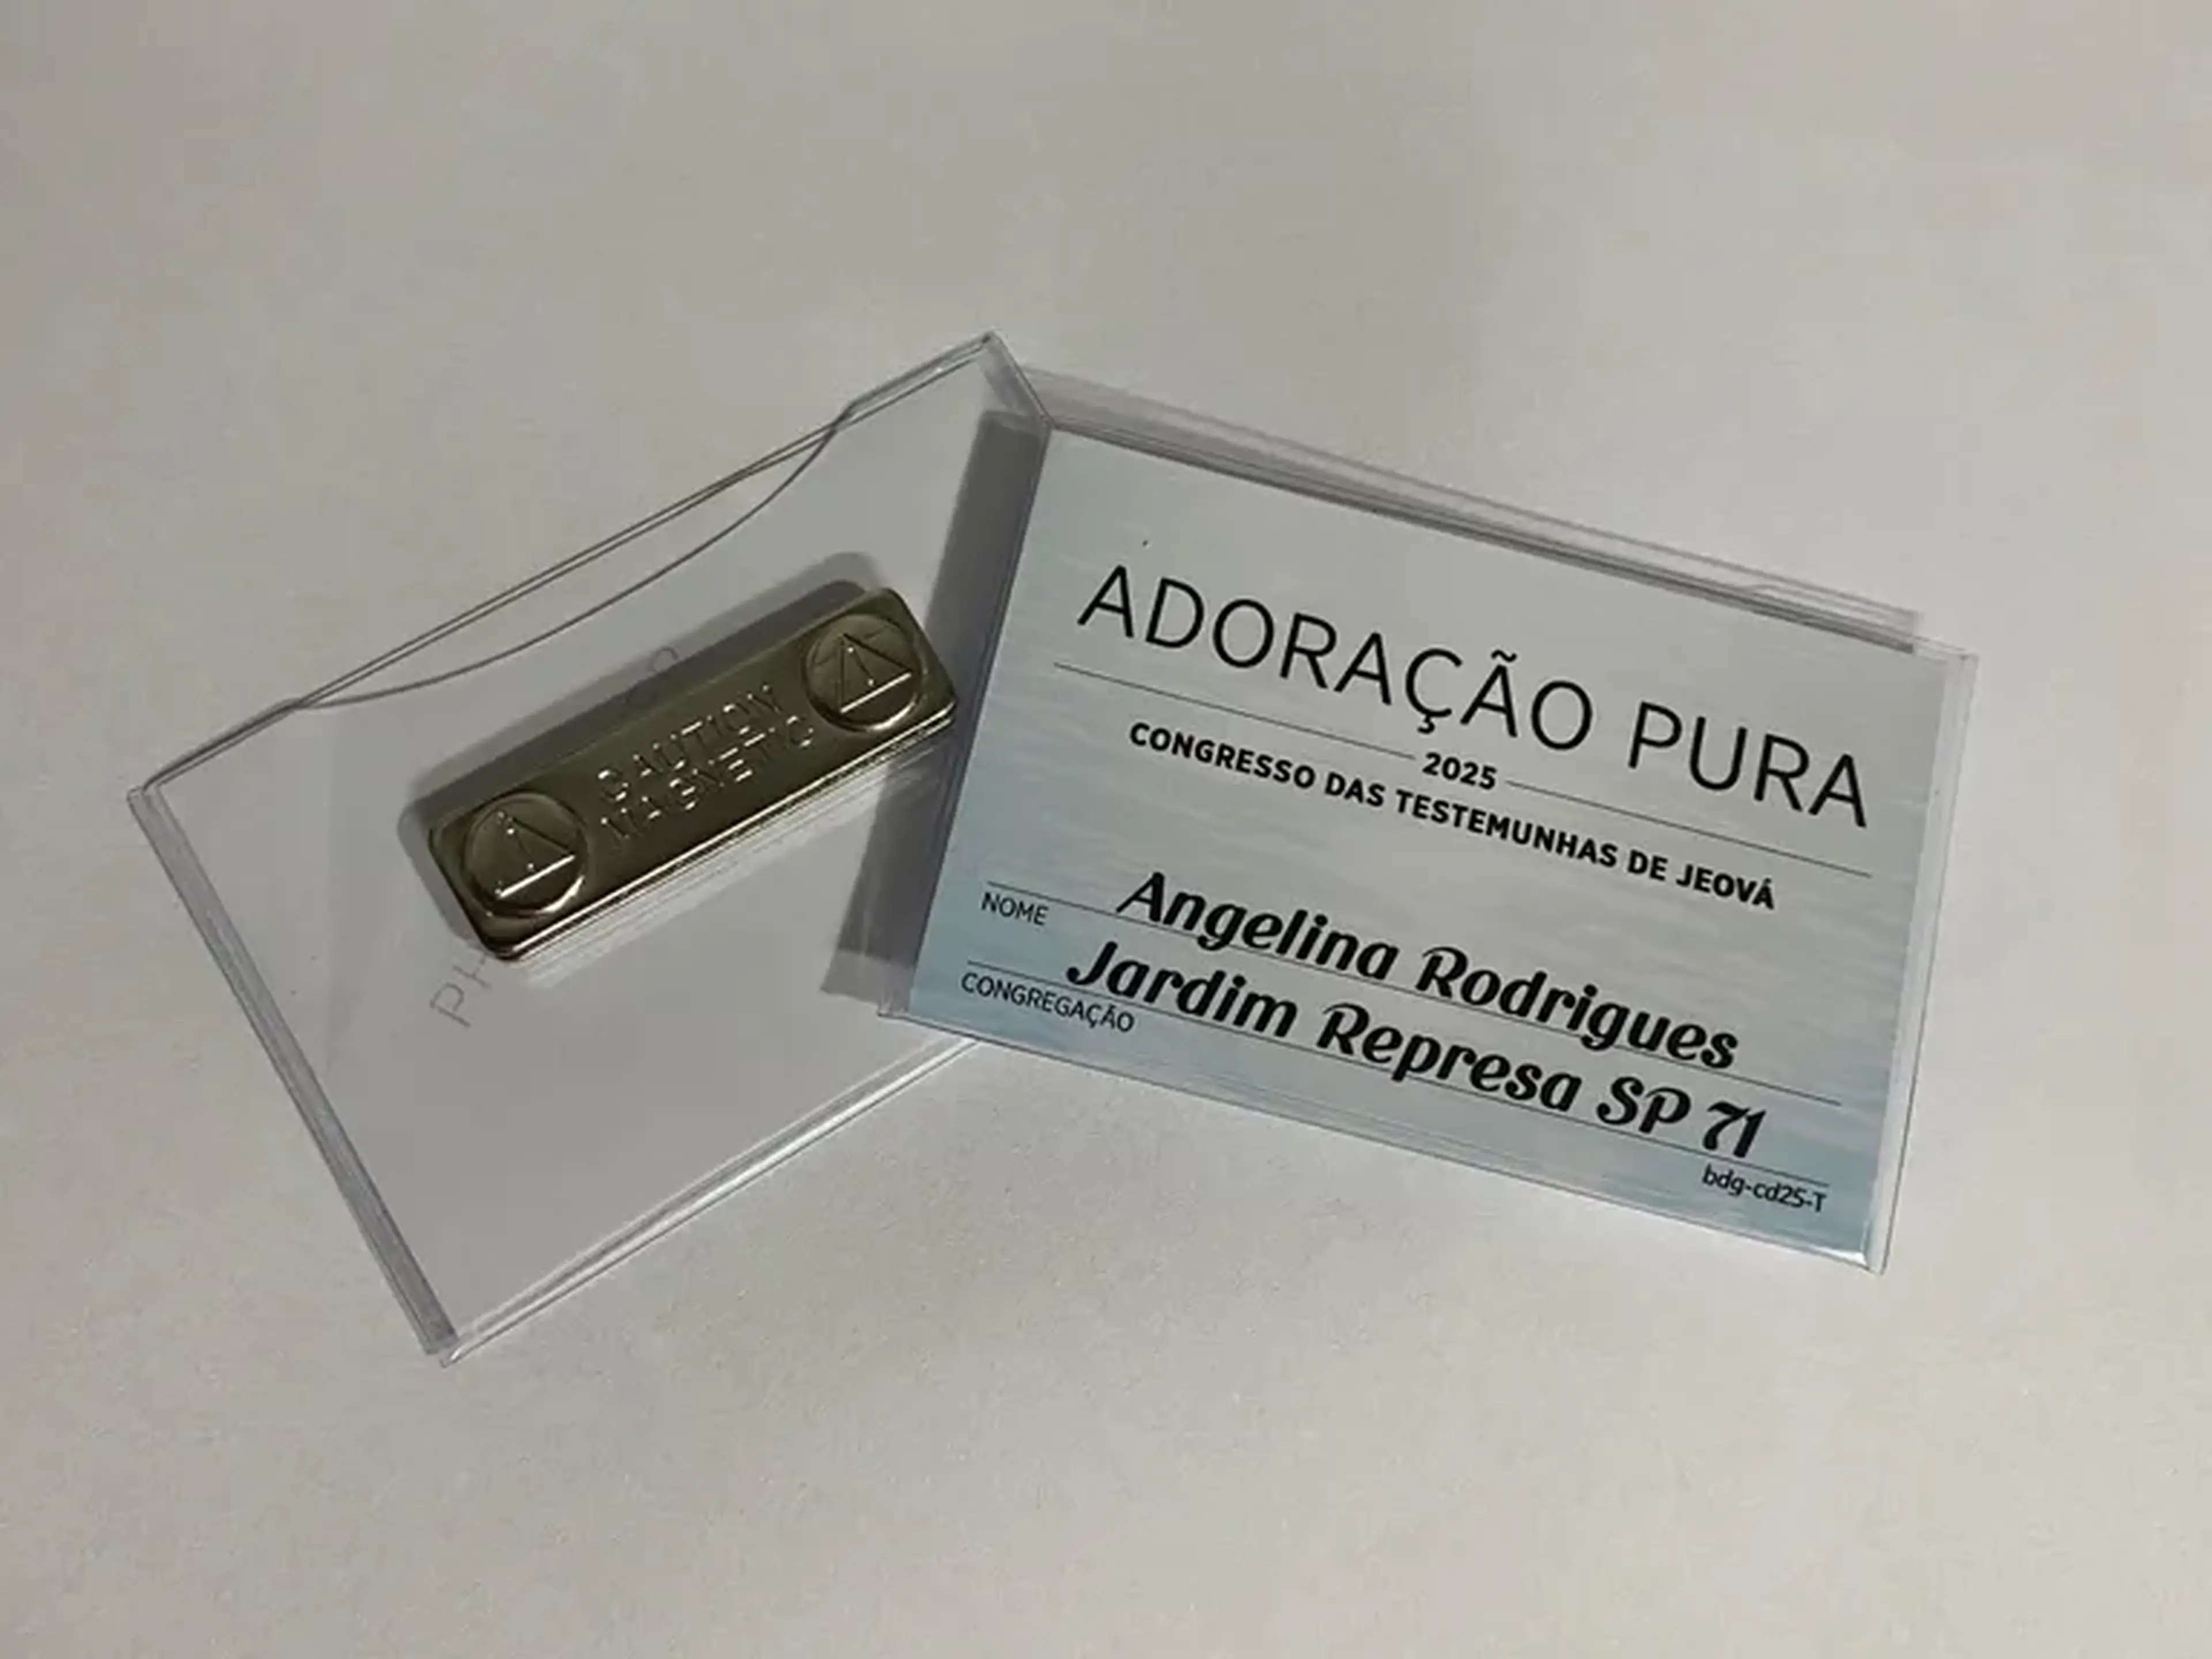 CAUTION
MAGNETIC
ADORAÇÃO PURA
2025
CONGRESSO DAS TESTEMUNHAS DE JEOVÁ
NOME Angelina Rodrigues
CONGREGAÇÃO Jardim Represa SP 71
bdg-cd25-T